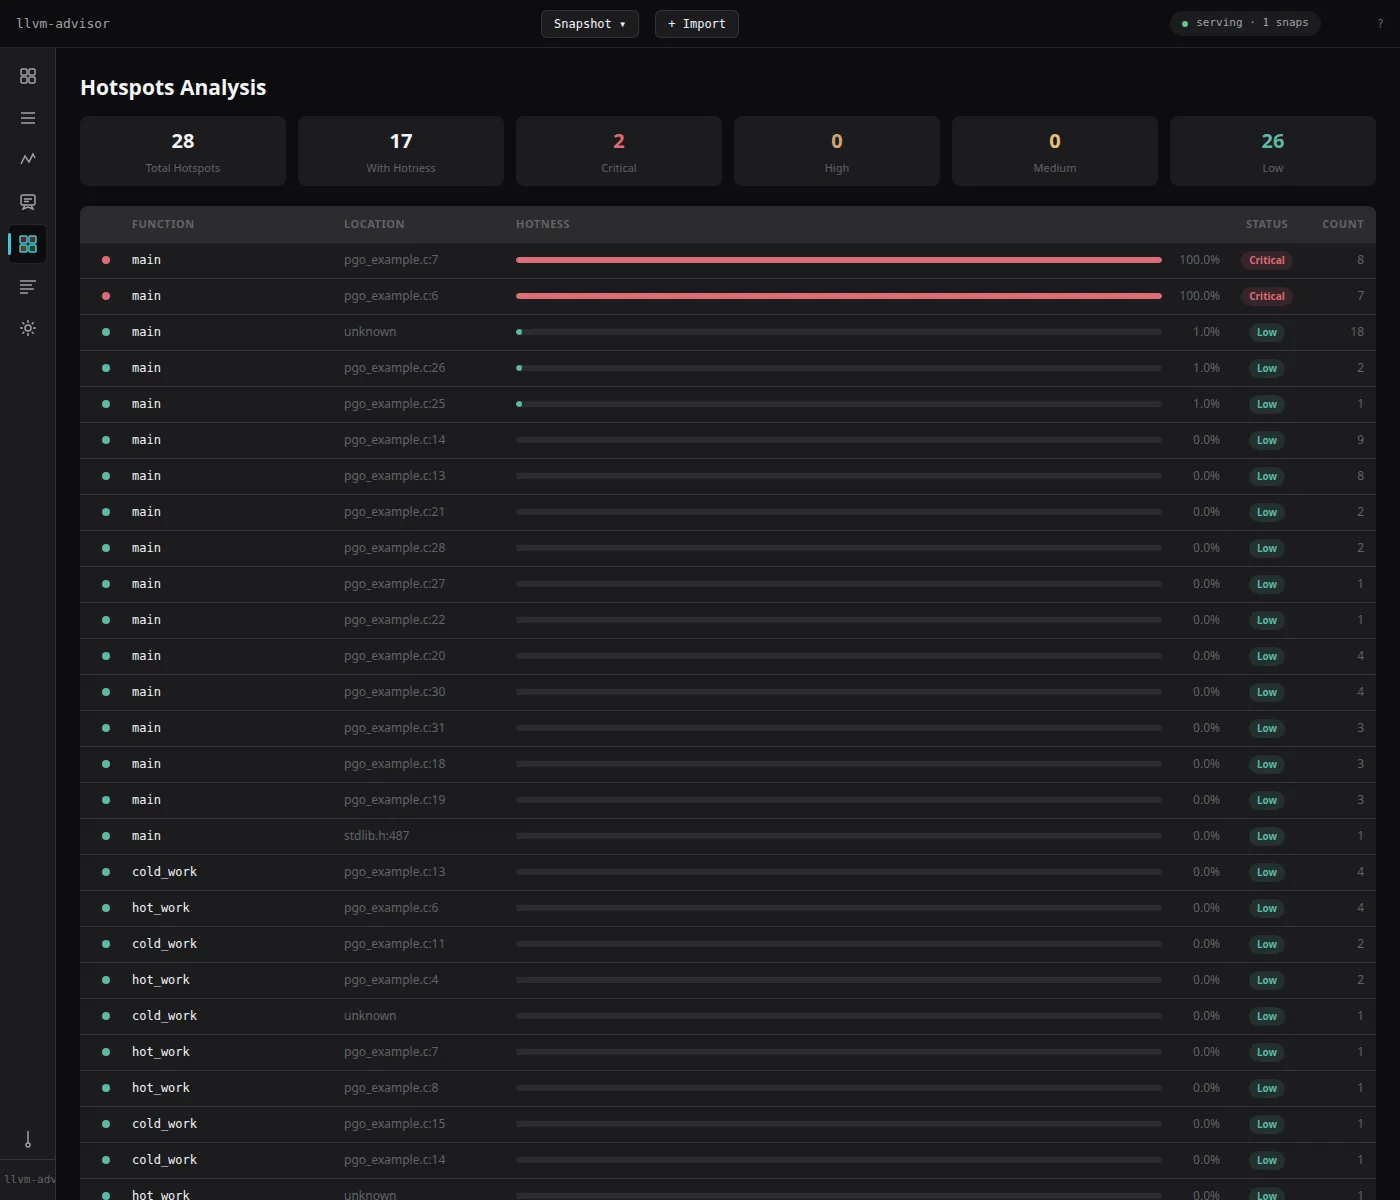 llvm-advisor
Snapshot ▾
+ Import
serving · 1 snaps
?
Hotspots Analysis
28
Total Hotspots
17
With Hotness
2
Critical
0
High
0
Medium
26
Low
FUNCTION LOCATION HOTNESS STATUS COUNT
main pgo_example.c:7 100.0% Critical 8
main pgo_example.c:6 100.0% Critical 7
main unknown 1.0% Low 18
main pgo_example.c:26 1.0% Low 2
main pgo_example.c:25 1.0% Low 1
main pgo_example.c:14 0.0% Low 9
main pgo_example.c:13 0.0% Low 8
main pgo_example.c:21 0.0% Low 2
main pgo_example.c:28 0.0% Low 2
main pgo_example.c:27 0.0% Low 1
main pgo_example.c:22 0.0% Low 1
main pgo_example.c:20 0.0% Low 4
main pgo_example.c:30 0.0% Low 4
main pgo_example.c:31 0.0% Low 3
main pgo_example.c:18 0.0% Low 3
main pgo_example.c:19 0.0% Low 3
main stdlib.h:487 0.0% Low 1
cold_work pgo_example.c:13 0.0% Low 4
hot_work pgo_example.c:6 0.0% Low 4
cold_work pgo_example.c:11 0.0% Low 2
hot_work pgo_example.c:4 0.0% Low 2
cold_work unknown 0.0% Low 1
hot_work pgo_example.c:7 0.0% Low 1
hot_work pgo_example.c:8 0.0% Low 1
cold_work pgo_example.c:15 0.0% Low 1
cold_work pgo_example.c:14 0.0% Low 1
hot_work unknown 0.0% Low 1
llvm-adv